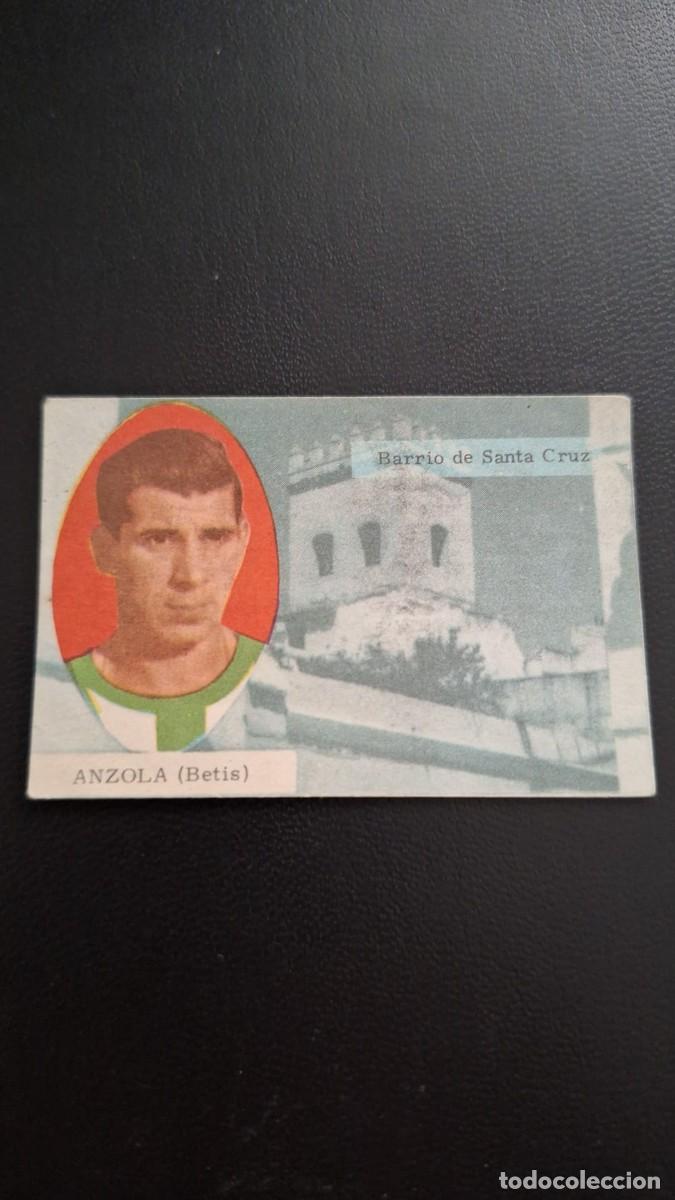 Barrio de Santa Cruz
ANZOLA (Betis)
todocoleccion